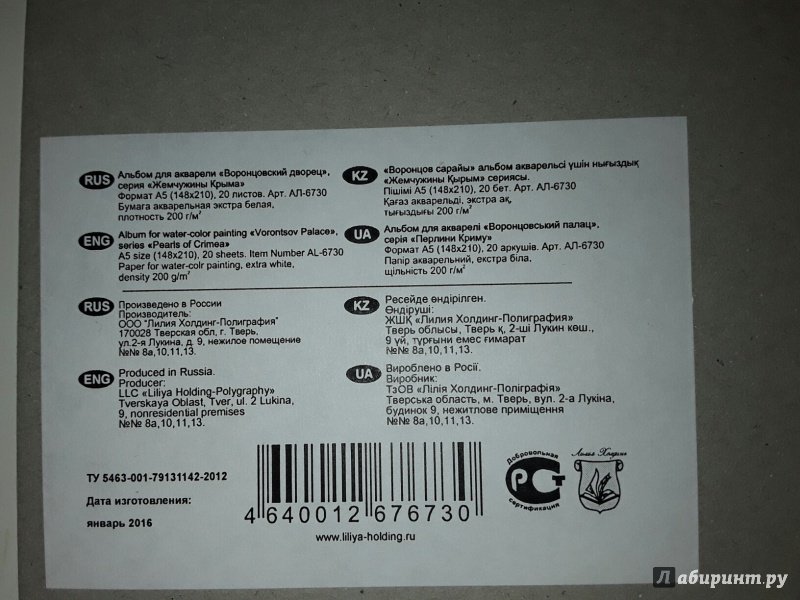 RUS Альбом для акварели «Воронцовский дворец»,
серия «Жемчужины Крыма»
Формат А5 (148х210), 20 листов. Арт. АЛ-6730
Бумага акварельная экстра белая,
плотность 200 г/м²
KZ «Воронцов сарайы» альбом акварельсі үшін нығыздық
«Жемчужины Қырым» сериясы.
Пішімі А5 (148х210), 20 бет. Арт. АЛ-6730
Қағаз акварельді, экстра ақ,
тығыздығы 200 г/м²
ENG Album for water-color painting «Vorontsov Palace»,
series «Pearls of Crimea»
A5 size (148x210), 20 sheets. Item Number AL-6730
Paper for water-colr painting, extra white,
density 200 g/m²
UA Альбом для акварелі «Воронцовський палац»,
серія «Перлини Криму»
Формат А5 (148х210), 20 аркушів. Арт. АЛ-6730
Папір акварельний, екстра біла,
щільність 200 г/м²
RUS Произведено в России
Производитель:
ООО "Лилия Холдинг-Полиграфия"
170028 Тверская обл, г. Тверь,
ул.2-я Лукина, д. 9, нежилое помещение
№№ 8а,10,11,13.
KZ Ресейде өндірілген.
Өндіруші:
ЖШҚ «Лилия Холдинг-Полиграфия»
Тверь облысы, Тверь қ, 2-ші Лукин көш.,
9 үй, тұрғыни емес ғимарат
№№ 8а,10,11,13.
ENG Produced in Russia.
Producer:
LLC «Liliya Holding-Polygraphy»
Tverskaya Oblast, Tver, ul. 2 Lukina,
9, nonresidential premises
№№ 8a,10,11,13.
UA Вироблено в Росії.
Виробник:
ТзОВ «Лілія Холдинг-Поліграфія»
Тверська область, м. Тверь, вул. 2-а Лукіна,
будинок 9, нежитлове приміщення
№№ 8а,10,11,13.
ТУ 5463-001-79131142-2012
Дата изготовления:
январь 2016
4 640012 676730
www.liliya-holding.ru
Добровольная
РСТ
сертификация
Лилия Холдинг
Лабиринт.ру